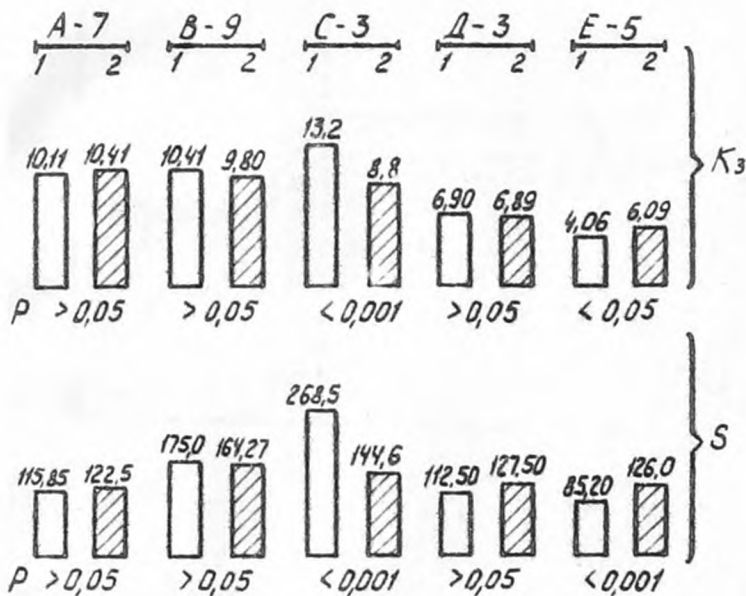 А-7 В-9 С-3 Д-3 Е-5
1 2 1 2 1 2 1 2 1 2
10,11 10,41 10,41 9,80 13,2 8,8 6,90 6,89 4,06 6,09 К₃
Р >0,05 >0,05 <0,001 >0,05 <0,05
115,85 122,5 175,0 164,27 268,5 144,6 112,50 127,50 85,20 126,0 S
Р >0,05 >0,05 <0,001 >0,05 <0,001